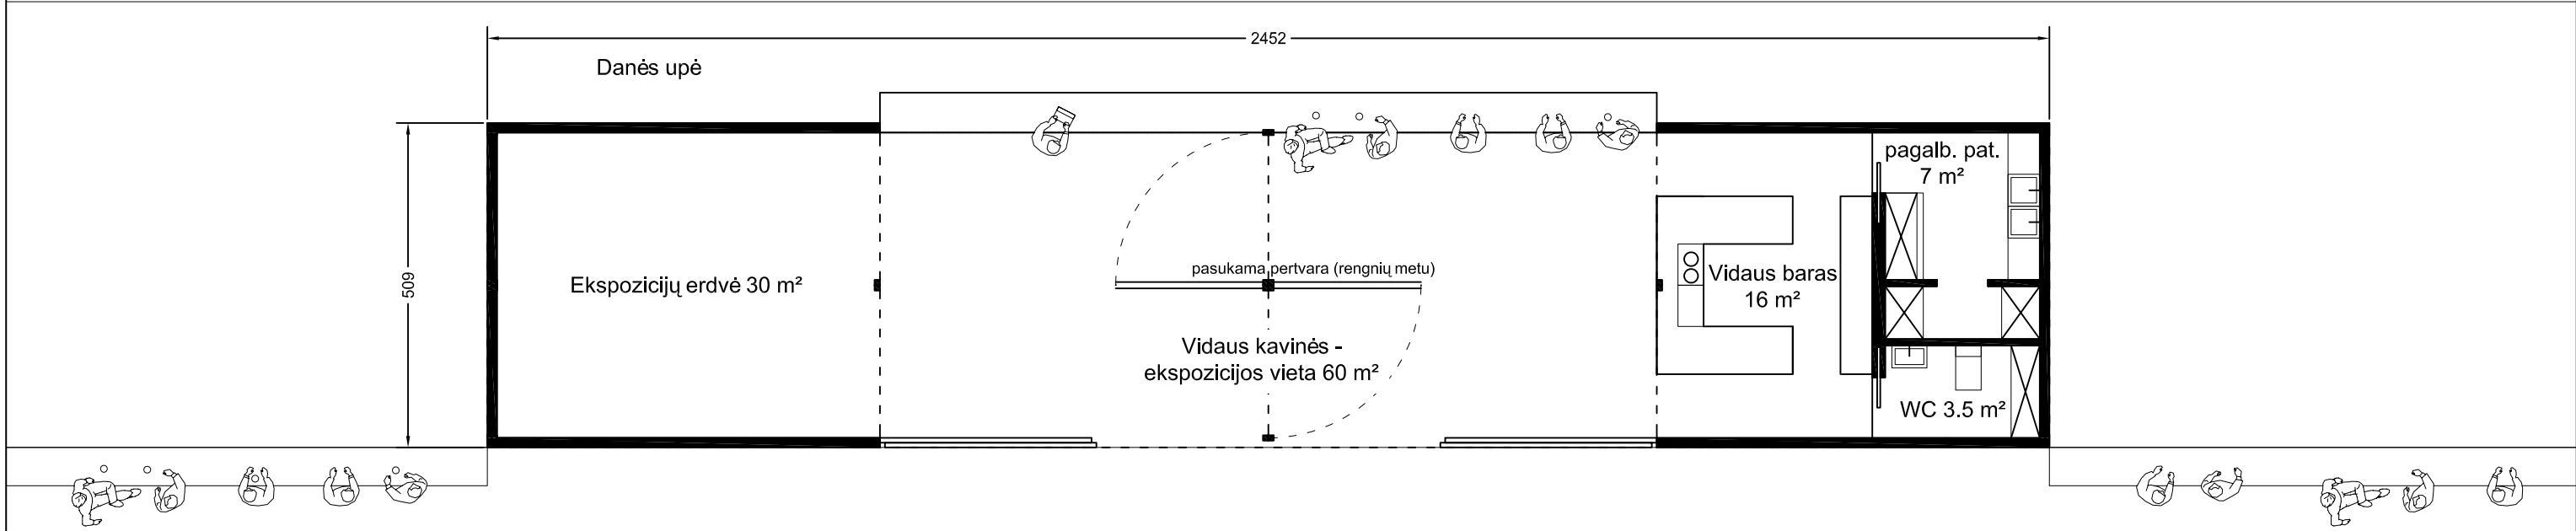 2452
Danės upė
pagalb. pat.
7 m²
509
Ekspozicijų erdvė 30 m²
pasukama pertvara (rengnių metu)
Vidaus baras
16 m²
Vidaus kavinės -
ekspozicijos vieta 60 m²
WC 3.5 m²